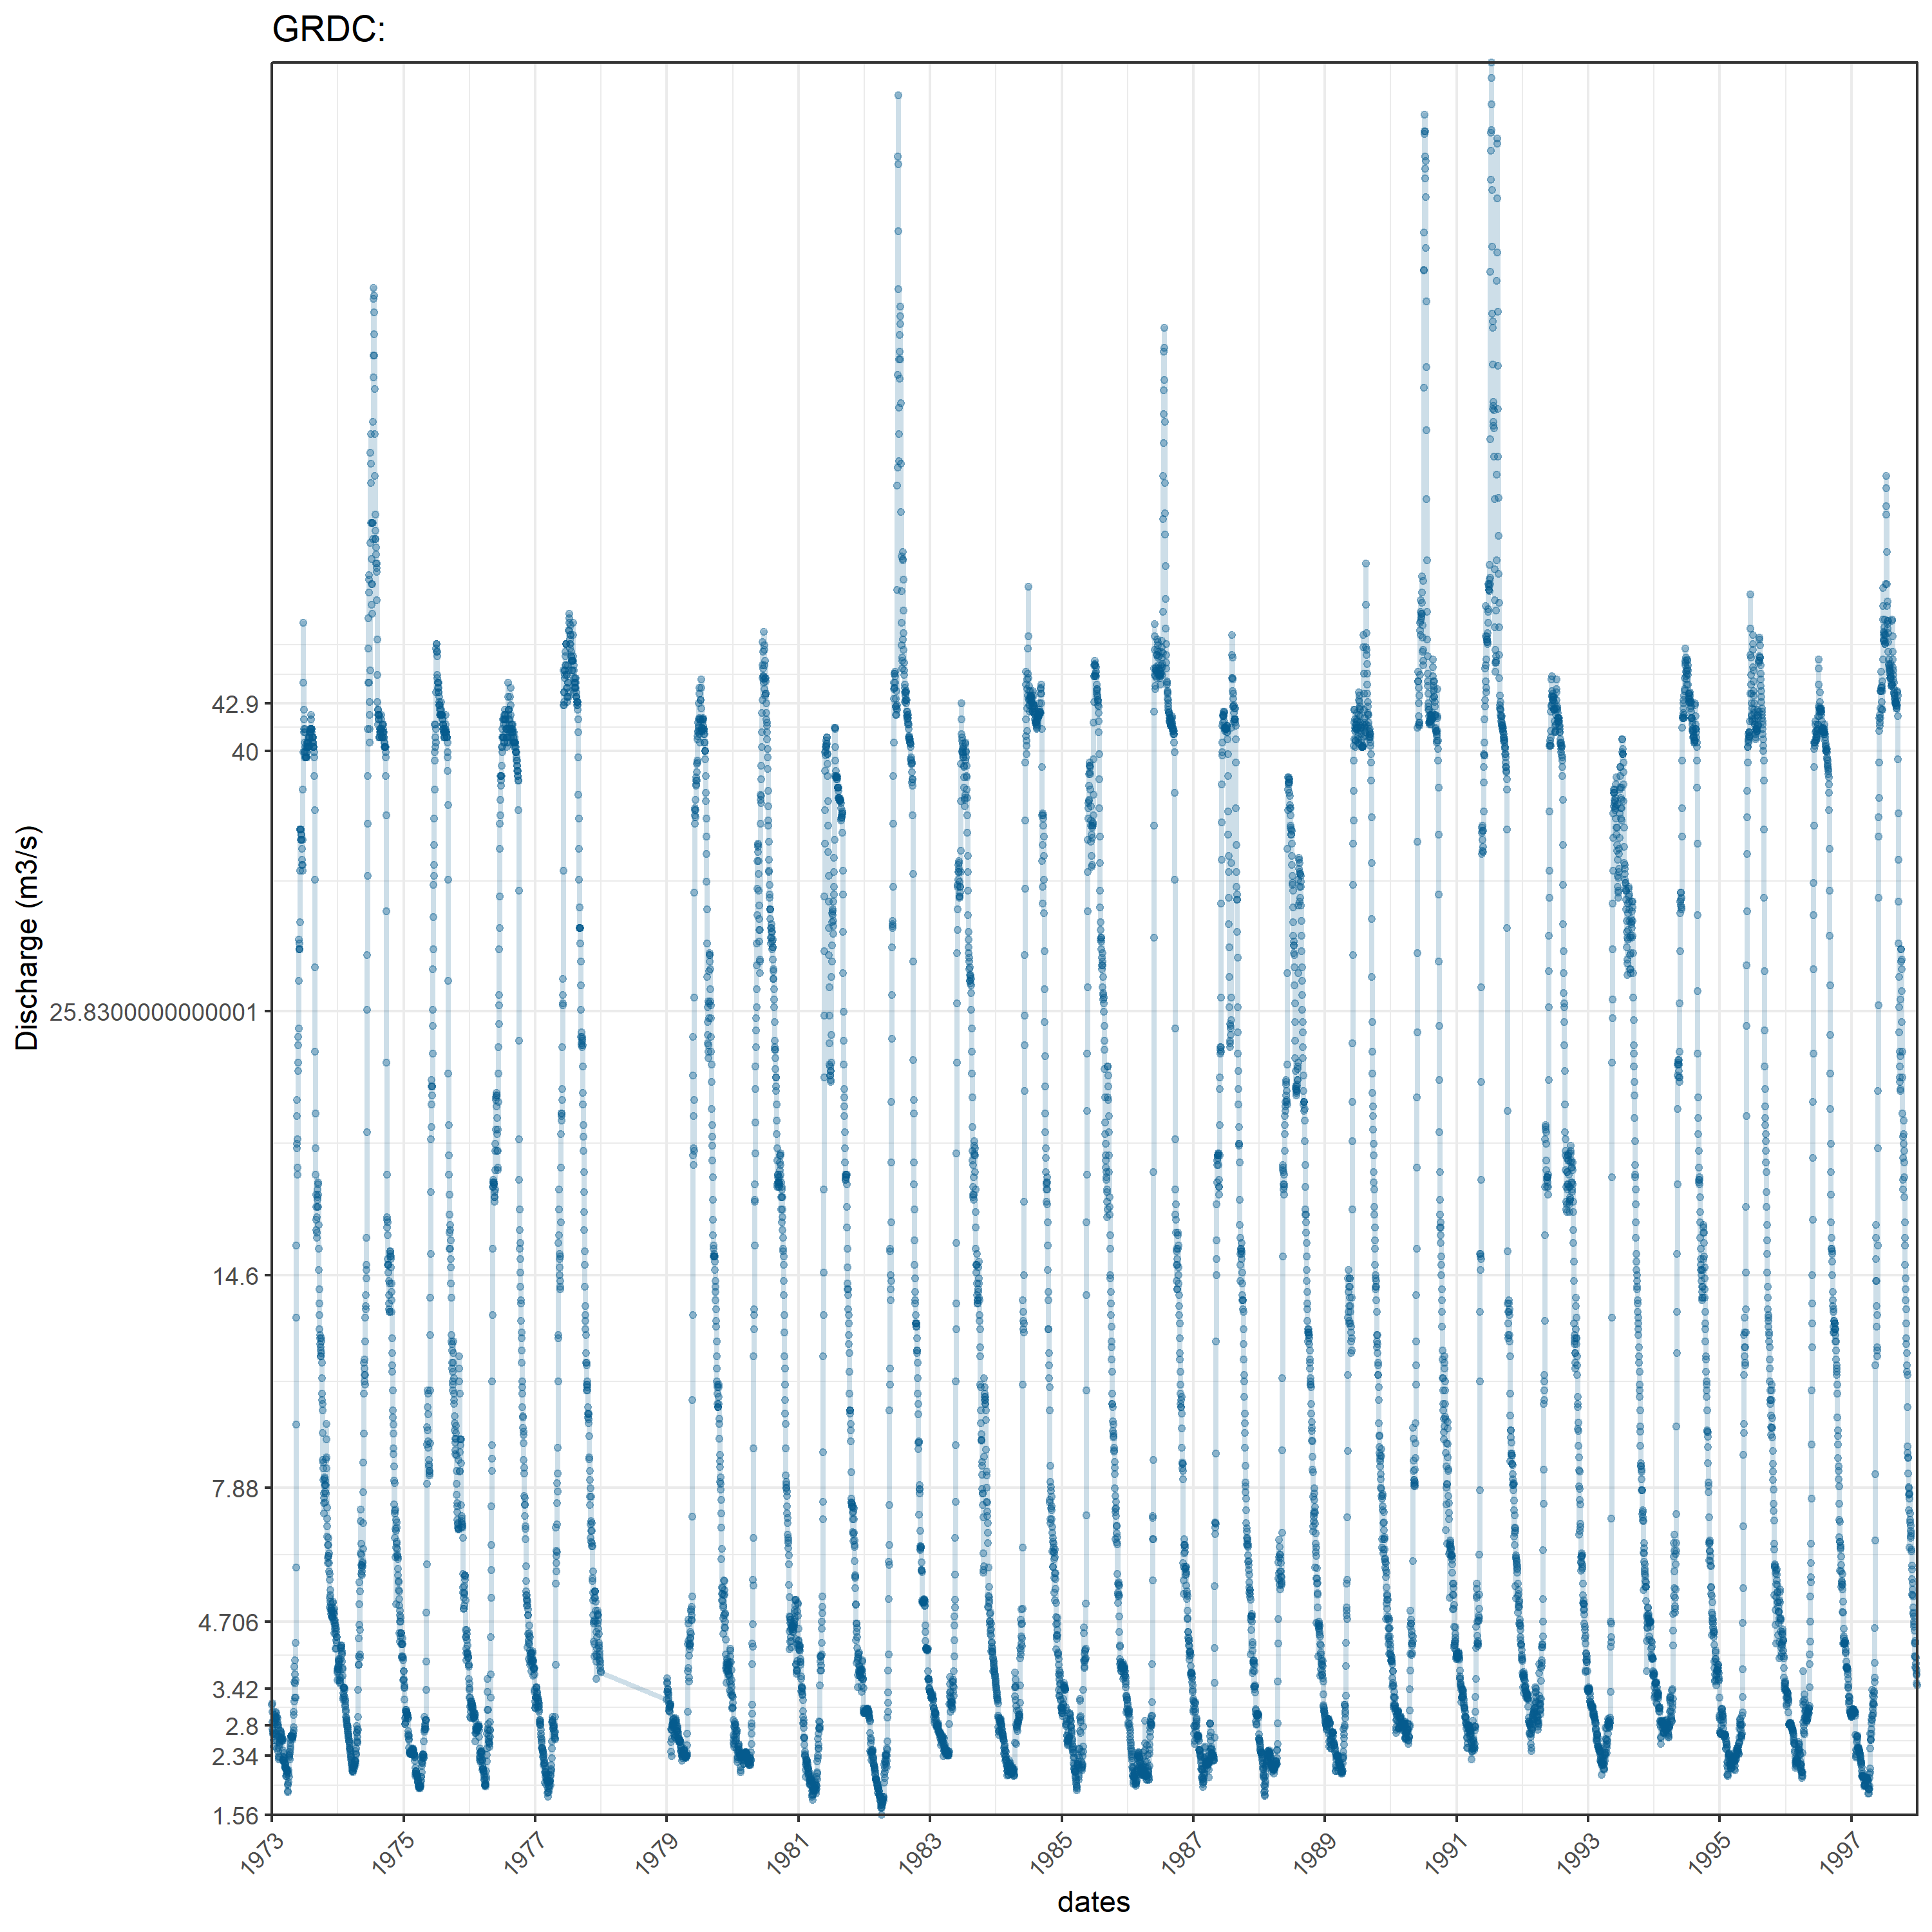 GRDC:
Discharge (m3/s)
42.9
40
25.8300000000001
14.6
7.88
4.706
3.42
2.8
2.34
1.56
1973 1975 1977 1979 1981 1983 1985 1987 1989 1991 1993 1995 1997
dates